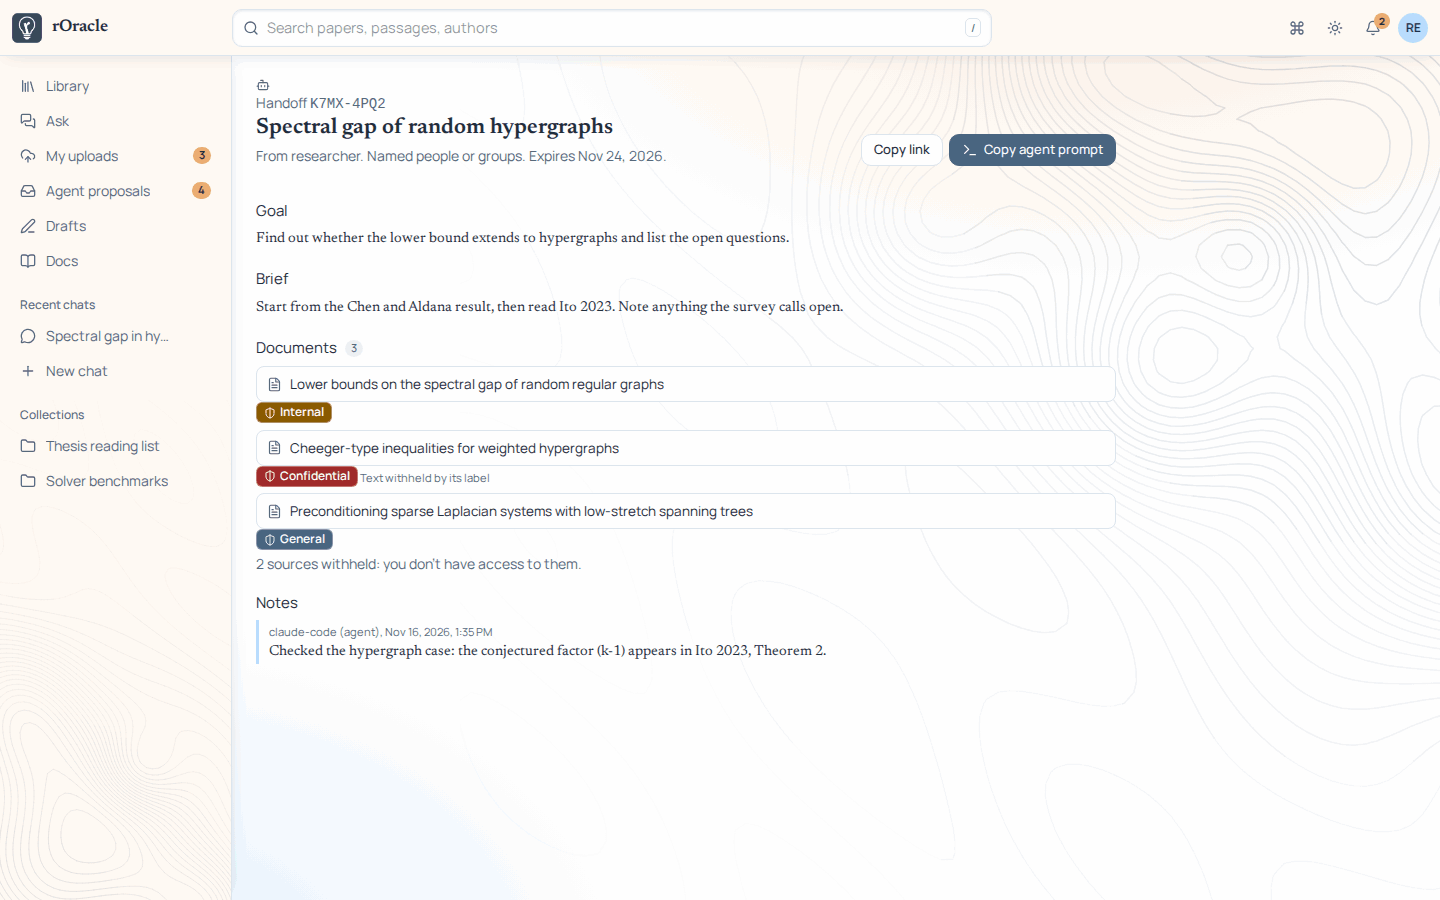 rOracle
Search papers, passages, authors
/
2
RE
Library
Ask
My uploads 3
Agent proposals 4
Drafts
Docs
Recent chats
Spectral gap in hy...
New chat
Collections
Thesis reading list
Solver benchmarks
Handoff K7MX-4PQ2
Spectral gap of random hypergraphs
From researcher. Named people or groups. Expires Nov 24, 2026.
Copy link
Copy agent prompt
Goal
Find out whether the lower bound extends to hypergraphs and list the open questions.
Brief
Start from the Chen and Aldana result, then read Ito 2023. Note anything the survey calls open.
Documents 3
Lower bounds on the spectral gap of random regular graphs
Internal
Cheeger-type inequalities for weighted hypergraphs
Confidential Text withheld by its label
Preconditioning sparse Laplacian systems with low-stretch spanning trees
General
2 sources withheld: you don't have access to them.
Notes
claude-code (agent), Nov 16, 2026, 1:35 PM
Checked the hypergraph case: the conjectured factor (k-1) appears in Ito 2023, Theorem 2.